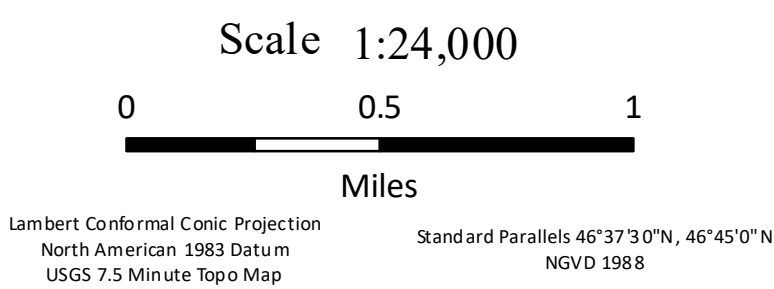 Scale 1:24,000
0 0.5 1
Miles
Lambert Conformal Conic Projection
North American 1983 Datum
USGS 7.5 Minute Topo Map
Standard Parallels 46°37'30"N, 46°45'0"N
NGVD 1988